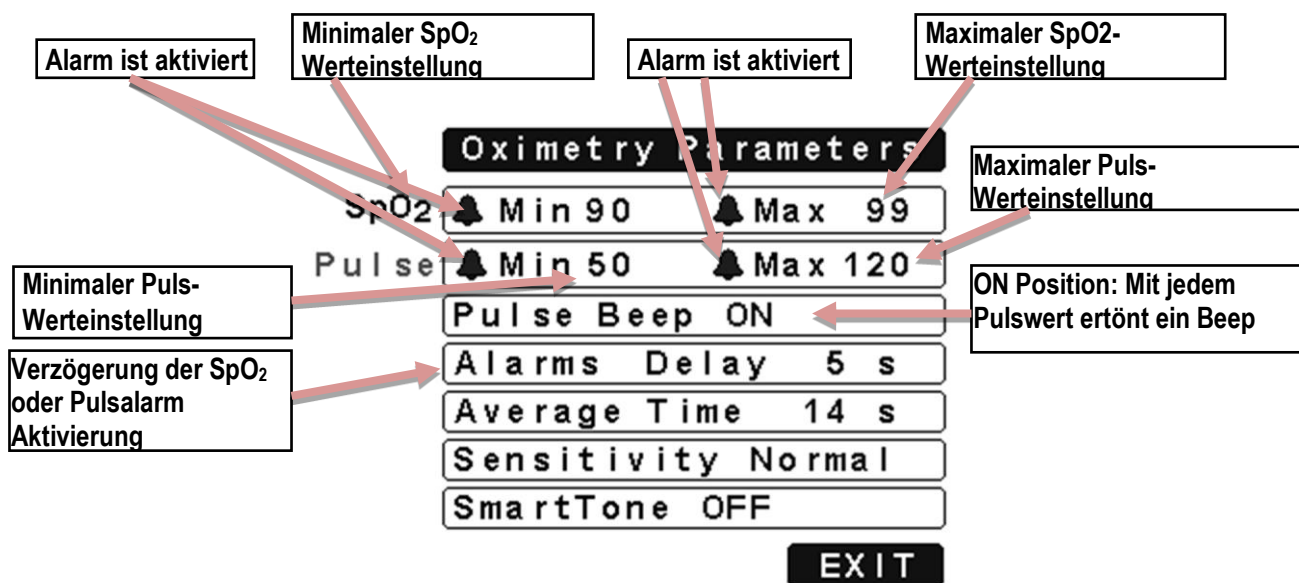 Alarm ist aktiviert
Minimaler SpO₂
Werteinstellung
Alarm ist aktiviert
Maximaler SpO2-
Werteinstellung
Oximetry Parameters
Maximaler Puls-
Werteinstellung
SpO₂ Min 90 Max 99
Pulse Min 50 Max 120
Minimaler Puls-
Werteinstellung
Pulse Beep ON
ON Position: Mit jedem
Pulswert ertönt ein Beep
Verzögerung der SpO₂
oder Pulsalarm
Aktivierung
Alarms Delay 5 s
Average Time 14 s
Sensitivity Normal
SmartTone OFF
EXIT